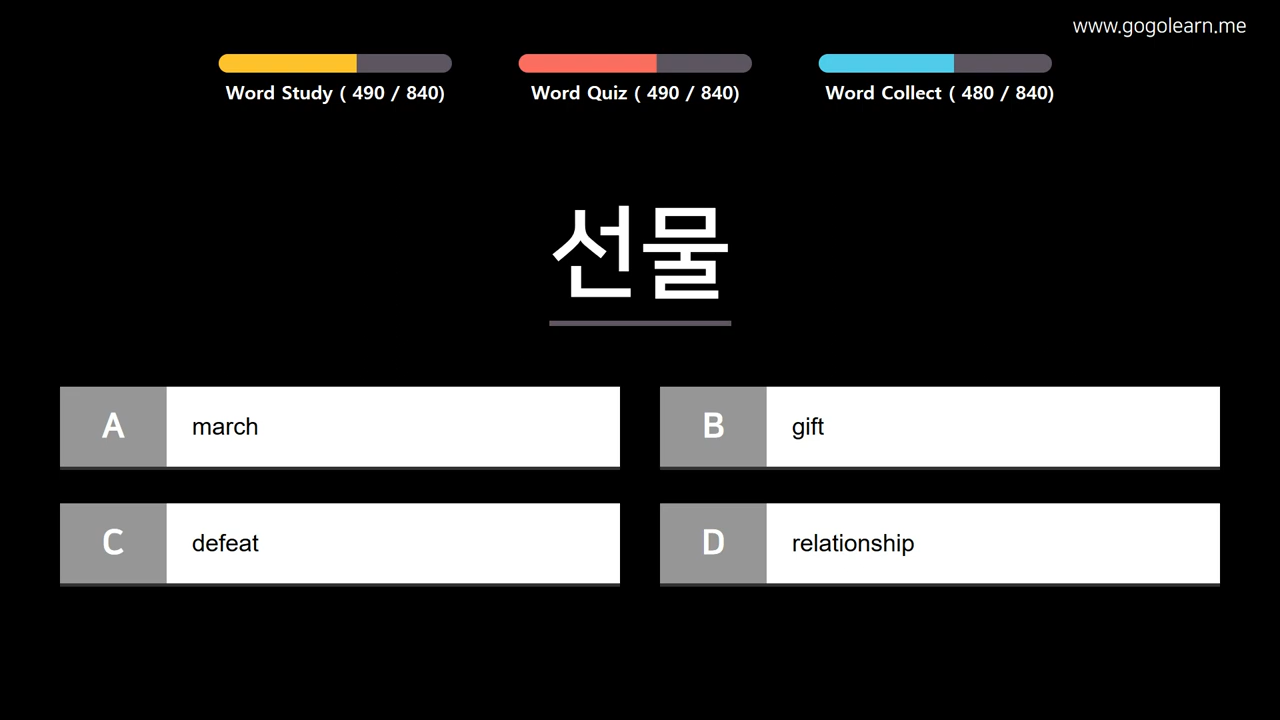 www.gogolearn.me
Word Study ( 490 / 840)
Word Quiz ( 490 / 840)
Word Collect ( 480 / 840)
선물
A march
B gift
C defeat
D relationship